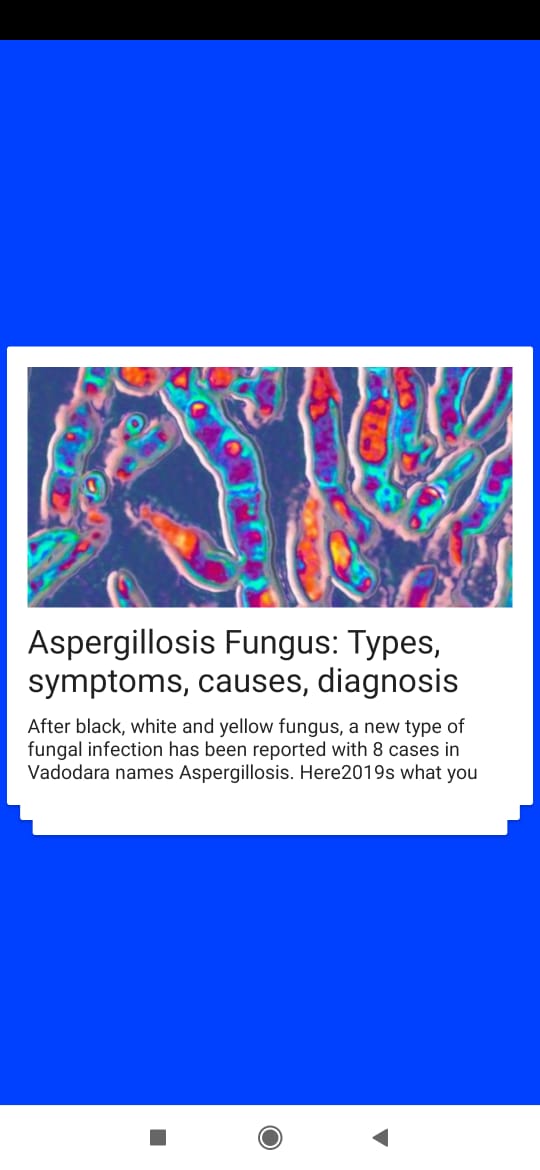 Aspergillosis Fungus: Types,
symptoms, causes, diagnosis
After black, white and yellow fungus, a new type of
fungal infection has been reported with 8 cases in
Vadodara names Aspergillosis. Here2019s what you